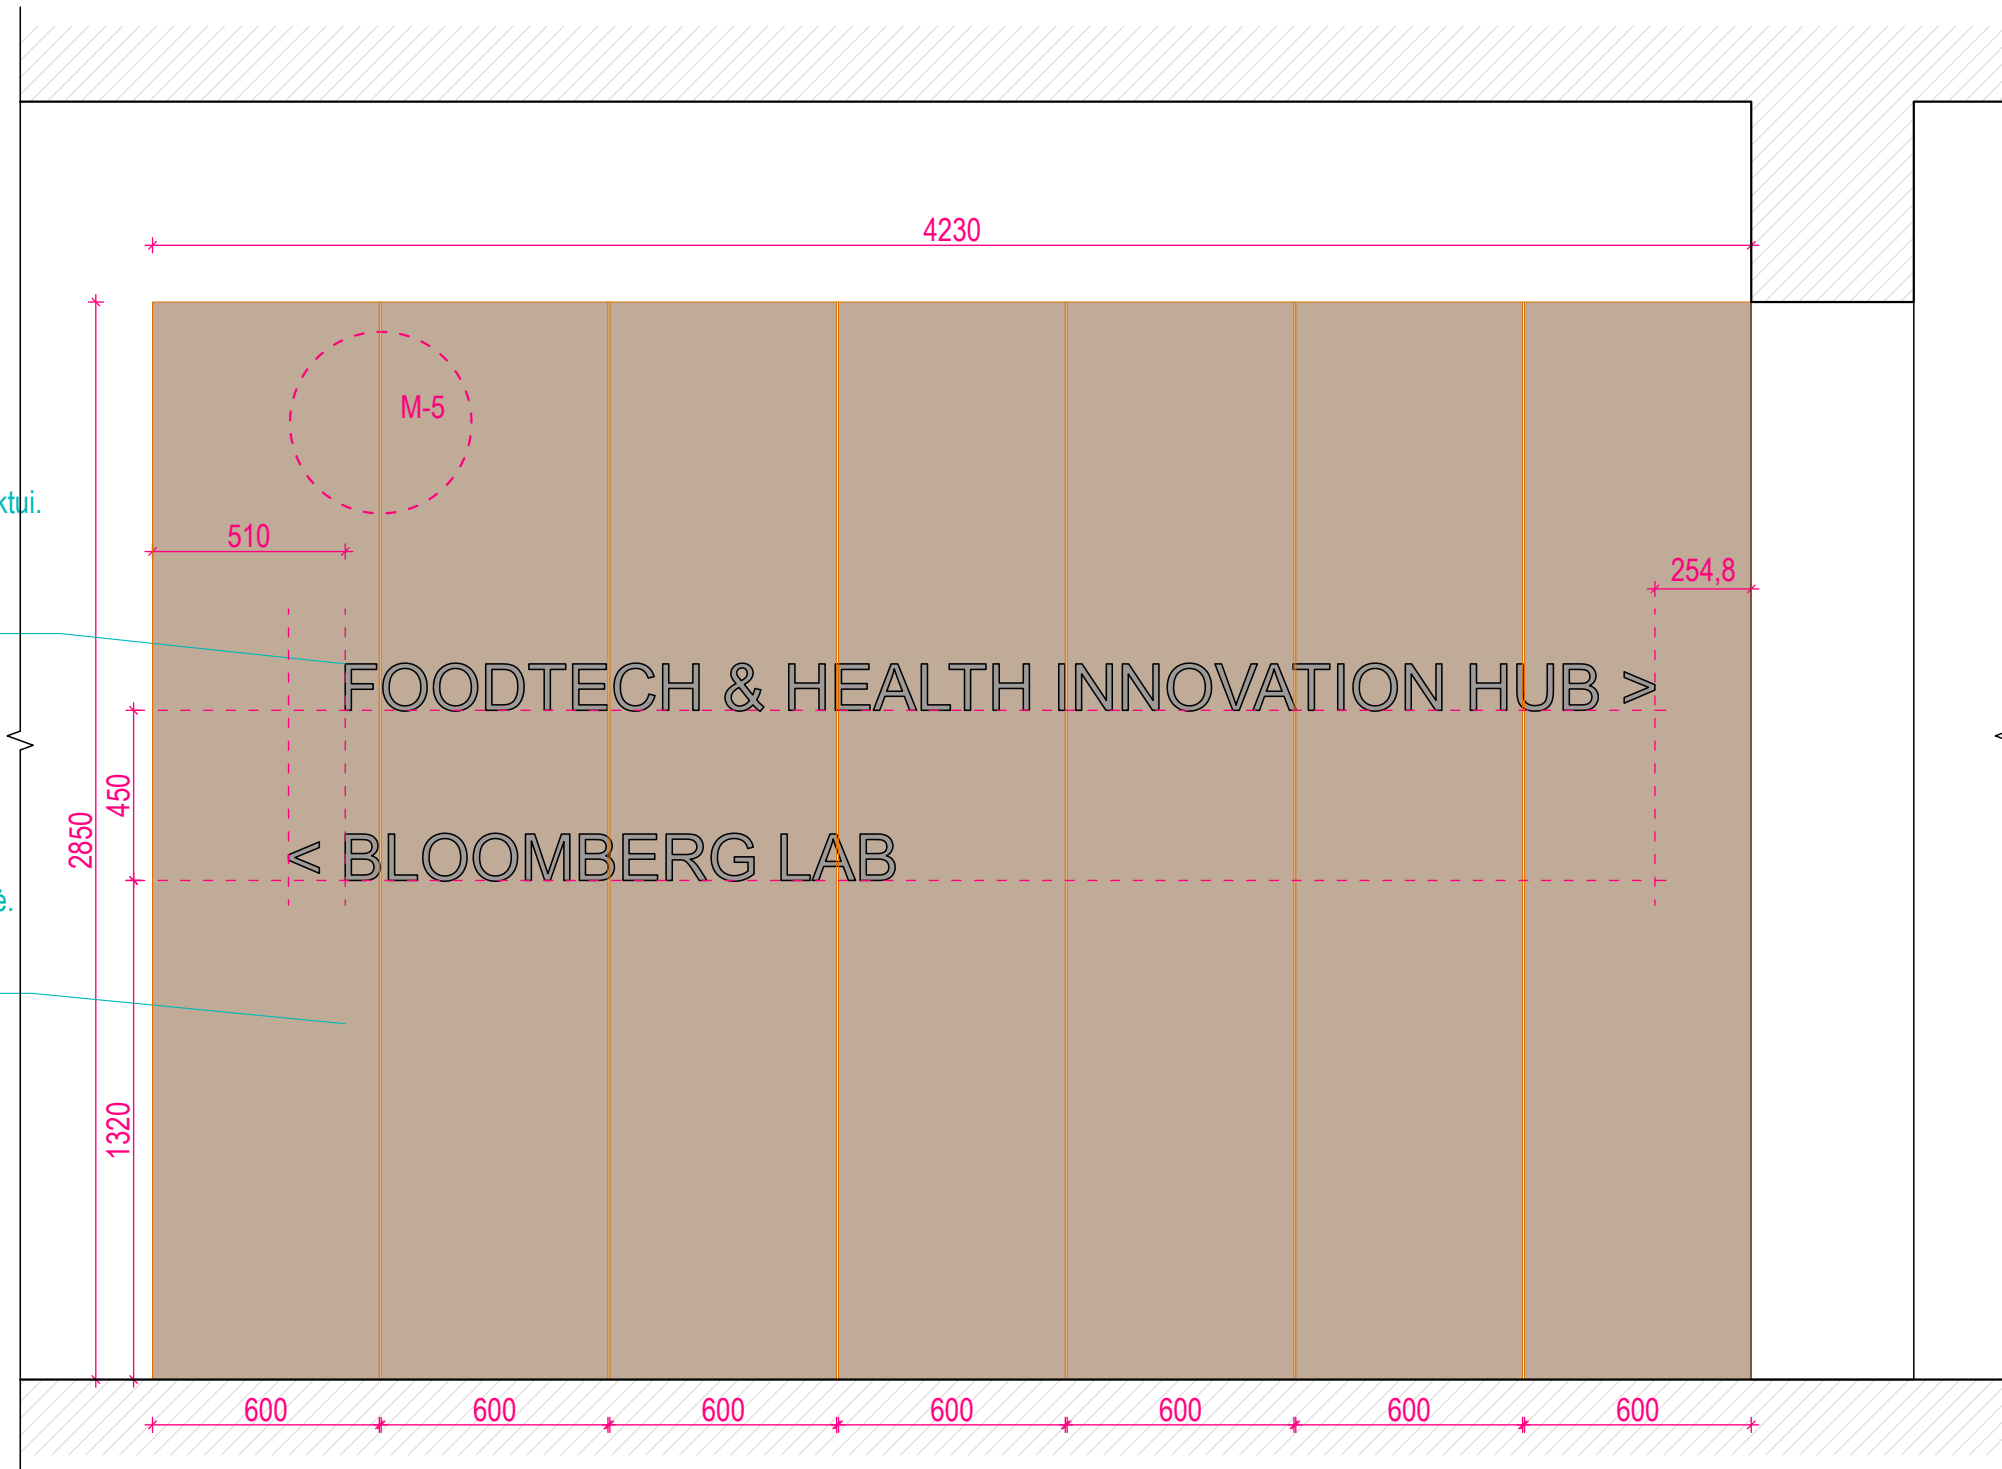 4230
M-5
ktui.
510
254,8
FOODTECH & HEALTH INNOVATION HUB >
450
2850
< BLOOMBERG LAB
1320
600 600 600 600 600 600 600